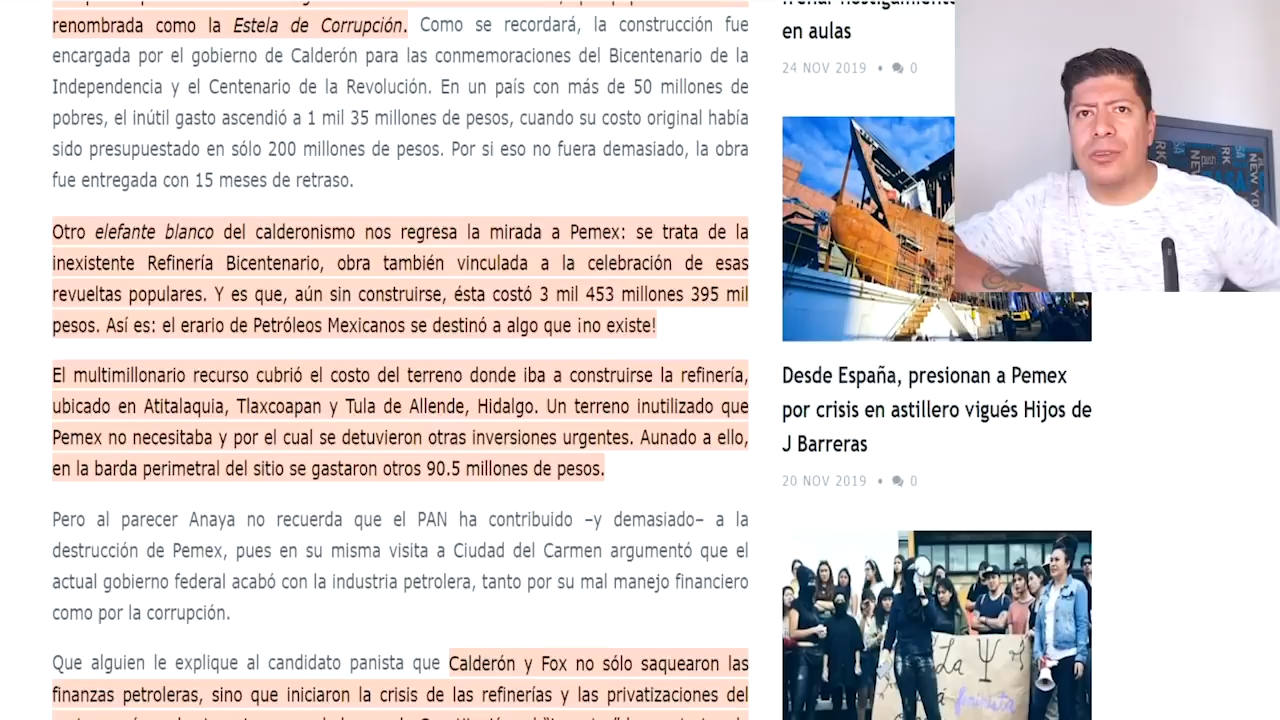 renombrada como la Estela de Corrupción. Como se recordará, la construcción fue
encargada por el gobierno de Calderón para las conmemoraciones del Bicentenario de la
Independencia y el Centenario de la Revolución. En un país con más de 50 millones de
pobres, el inútil gasto ascendió a 1 mil 35 millones de pesos, cuando su costo original había
sido presupuestado en sólo 200 millones de pesos. Por si eso no fuera demasiado, la obra
fue entregada con 15 meses de retraso.
Otro elefante blanco del calderonismo nos regresa la mirada a Pemex: se trata de la
inexistente Refinería Bicentenario, obra también vinculada a la celebración de esas
revueltas populares. Y es que, aún sin construirse, ésta costó 3 mil 453 millones 395 mil
pesos. Así es: el erario de Petróleos Mexicanos se destinó a algo que ¡no existe!
El multimillonario recurso cubrió el costo del terreno donde iba a construirse la refinería,
ubicado en Atitalaquia, Tlaxcoapan y Tula de Allende, Hidalgo. Un terreno inutilizado que
Pemex no necesitaba y por el cual se detuvieron otras inversiones urgentes. Aunado a ello,
en la barda perimetral del sitio se gastaron otros 90.5 millones de pesos.
Pero al parecer Anaya no recuerda que el PAN ha contribuido –y demasiado– a la
destrucción de Pemex, pues en su misma visita a Ciudad del Carmen argumentó que el
actual gobierno federal acabó con la industria petrolera, tanto por su mal manejo financiero
como por la corrupción.
Que alguien le explique al candidato panista que Calderón y Fox no sólo saquearon las
finanzas petroleras, sino que iniciaron la crisis de las refinerías y las privatizaciones del
en aulas
24 NOV 2019 • 0
Desde España, presionan a Pemex
por crisis en astillero vigués Hijos de
J Barreras
20 NOV 2019 • 0
La Ψ
feminista
NEW YO